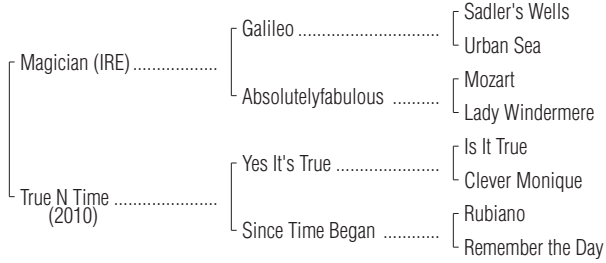 Sadler's Wells
Galileo ..............................
Urban Sea
Magician (IRE) ..................
Mozart
Absolutelyfabulous ..........
Lady Windermere
Is It True
Yes It's True ......................
Clever Monique
True N Time ......................
(2010)
Rubiano
Since Time Began ............
Remember the Day